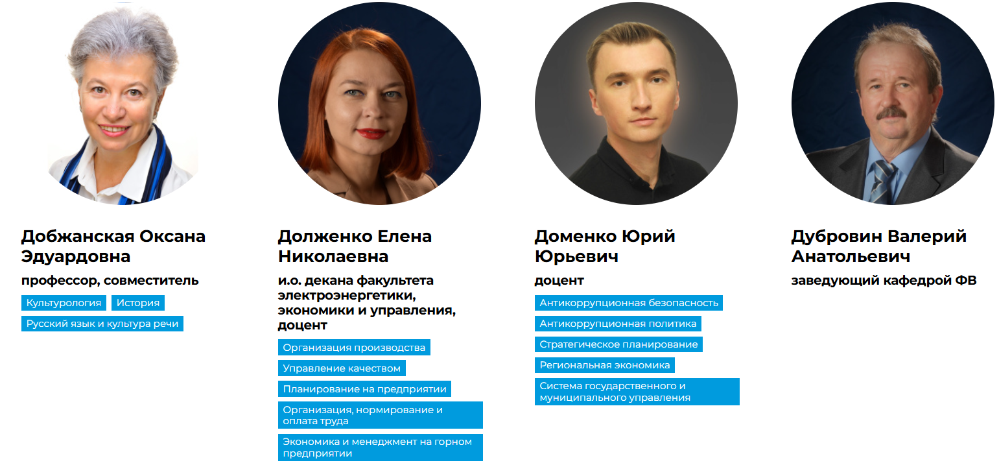 Добжанская Оксана
Эдуардовна
профессор, совместитель
Культурология
История
Русский язык и культура речи
Долженко Елена
Николаевна
и.о. декана факультета
электроэнергетики,
экономики и управления,
доцент
Организация производства
Управление качеством
Планирование на предприятии
Организация, нормирование и
оплата труда
Экономика и менеджмент на горном
предприятии
Доменко Юрий
Юрьевич
доцент
Антикоррупционная безопасность
Антикоррупционная политика
Стратегическое планирование
Региональная экономика
Система государственного и
муниципального управления
Дубровин Валерий
Анатольевич
заведующий кафедрой ФВ